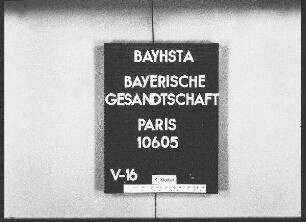 BAYHSTA
BAYERISCHE
GESANDTSCHAFT
PARIS
10605
V-16